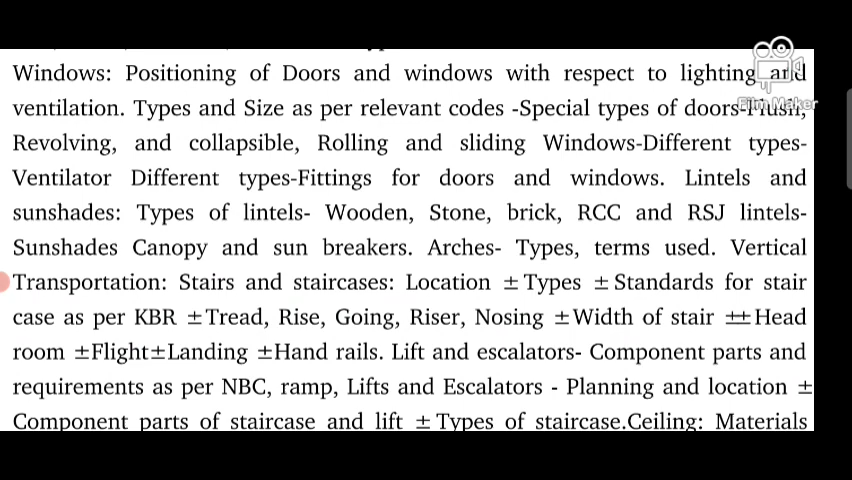 Windows: Positioning of Doors and windows with respect to lighting and
ventilation. Types and Size as per relevant codes -Special types of doors-Flush,
Revolving, and collapsible, Rolling and sliding Windows-Different types-
Ventilator Different types-Fittings for doors and windows. Lintels and
sunshades: Types of lintels- Wooden, Stone, brick, RCC and RSJ lintels-
Sunshades Canopy and sun breakers. Arches- Types, terms used. Vertical
Transportation: Stairs and staircases: Location ±Types ±Standards for stair
case as per KBR ±Tread, Rise, Going, Riser, Nosing ±Width of stair ±±Head
room ±Flight±Landing ±Hand rails. Lift and escalators- Component parts and
requirements as per NBC, ramp, Lifts and Escalators - Planning and location ±
Component parts of staircase and lift ±Types of staircase.Ceiling: Materials
Film Maker